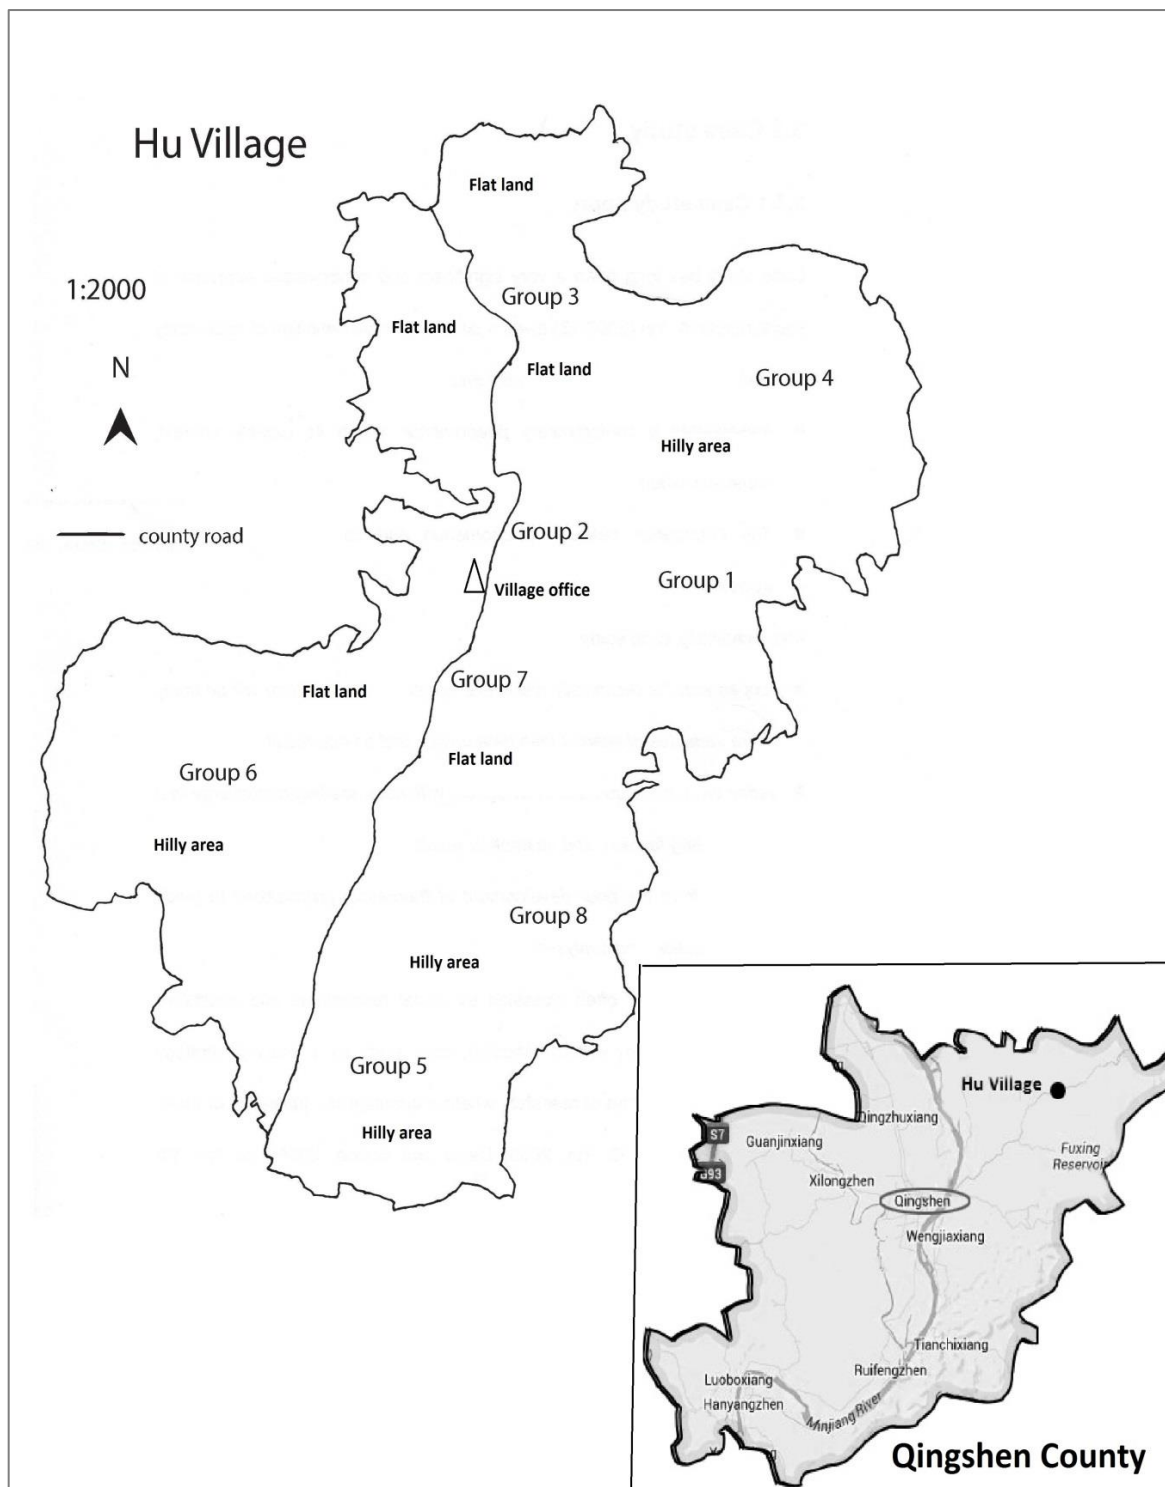 Hu Village
Flat land
1:2000
Group 3
Flat land
N
Flat land
Group 4
Hilly area
county road
Group 2
Group 1
Village office
Group 7
Flat land
Flat land
Group 6
Hilly area
Group 8
Hilly area
Group 5
Hilly area
Hu Village
Qingzhuxiang
S7
Guanjinxiang
Fuxing
Reservoir
G93
Xilongzhen
Qingshen
Wengjiaxiang
Tianchixiang
Ruifengzhen
Luoboxiang
Hanyangzhen
Minjiang River
Qingshen County